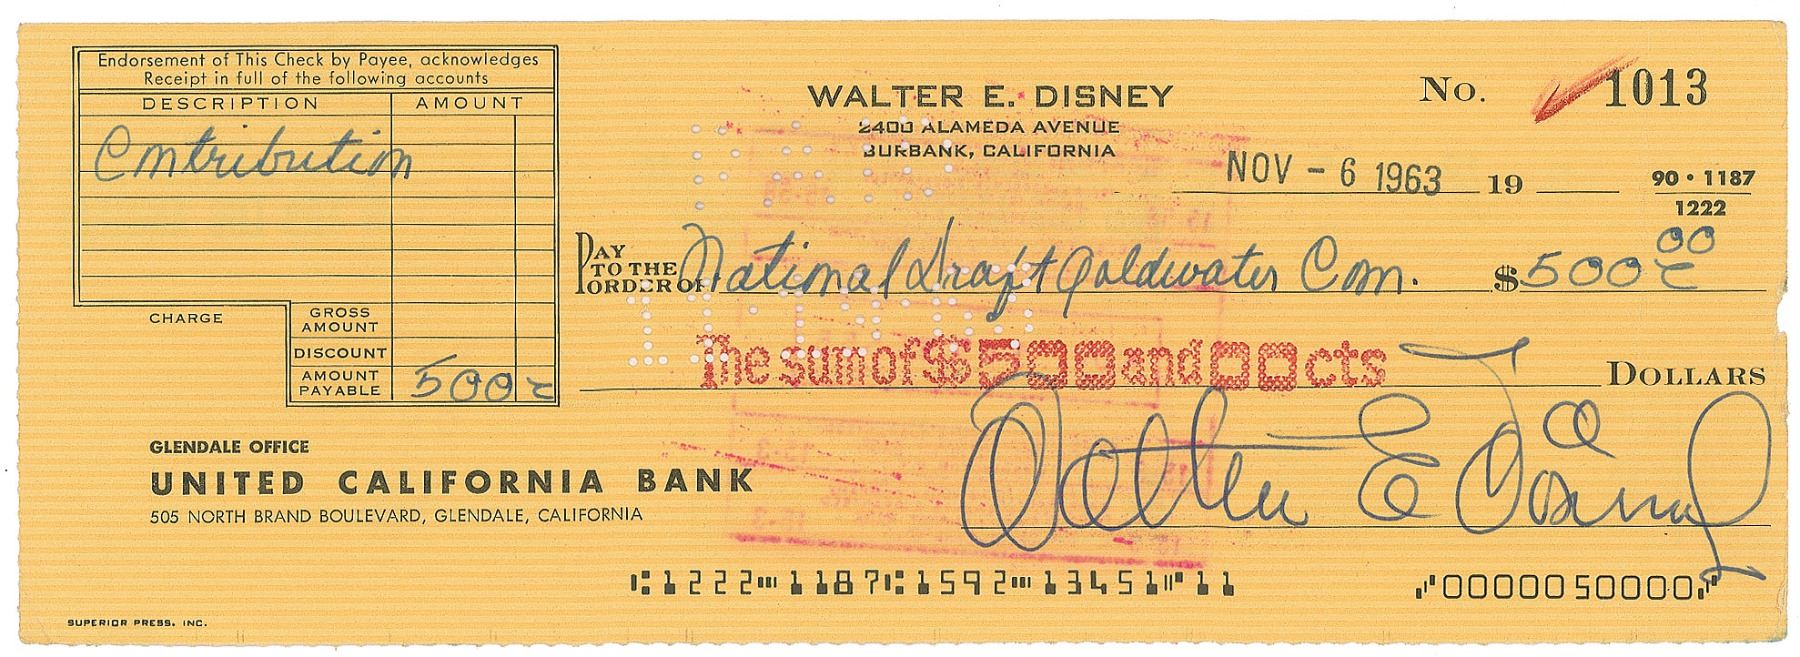 Endorsement of This Check by Payee, acknowledges
Receipt in full of the following accounts
DESCRIPTION AMOUNT
Contribution
CHARGE
GROSS AMOUNT
DISCOUNT
AMOUNT PAYABLE 500
GLENDALE OFFICE
UNITED CALIFORNIA BANK
505 NORTH BRAND BOULEVARD, GLENDALE, CALIFORNIA
SUPERIOR PRESS, INC.
WALTER E. DISNEY
2400 ALAMEDA AVENUE
BURBANK, CALIFORNIA
No. 1013
NOV - 6 1963 19
90 • 1187
1222
PAY TO THE ORDER OF National Draft Goldwater Com. $500 00
The sum of $500 and 00 cts DOLLARS
Walter E Disney
⑆1222⑉1187⑆1592⑉13451⑈11 ⑇0000050000⑇